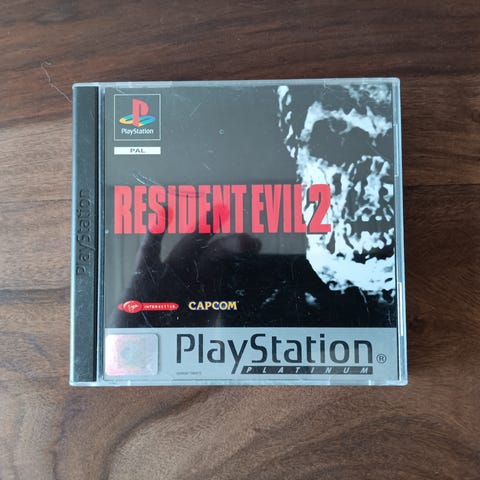 PlayStation
PlayStation
PAL
RESIDENT EVIL 2
Virgin INTERACTIVE CAPCOM
PlayStation®
PLATINUM